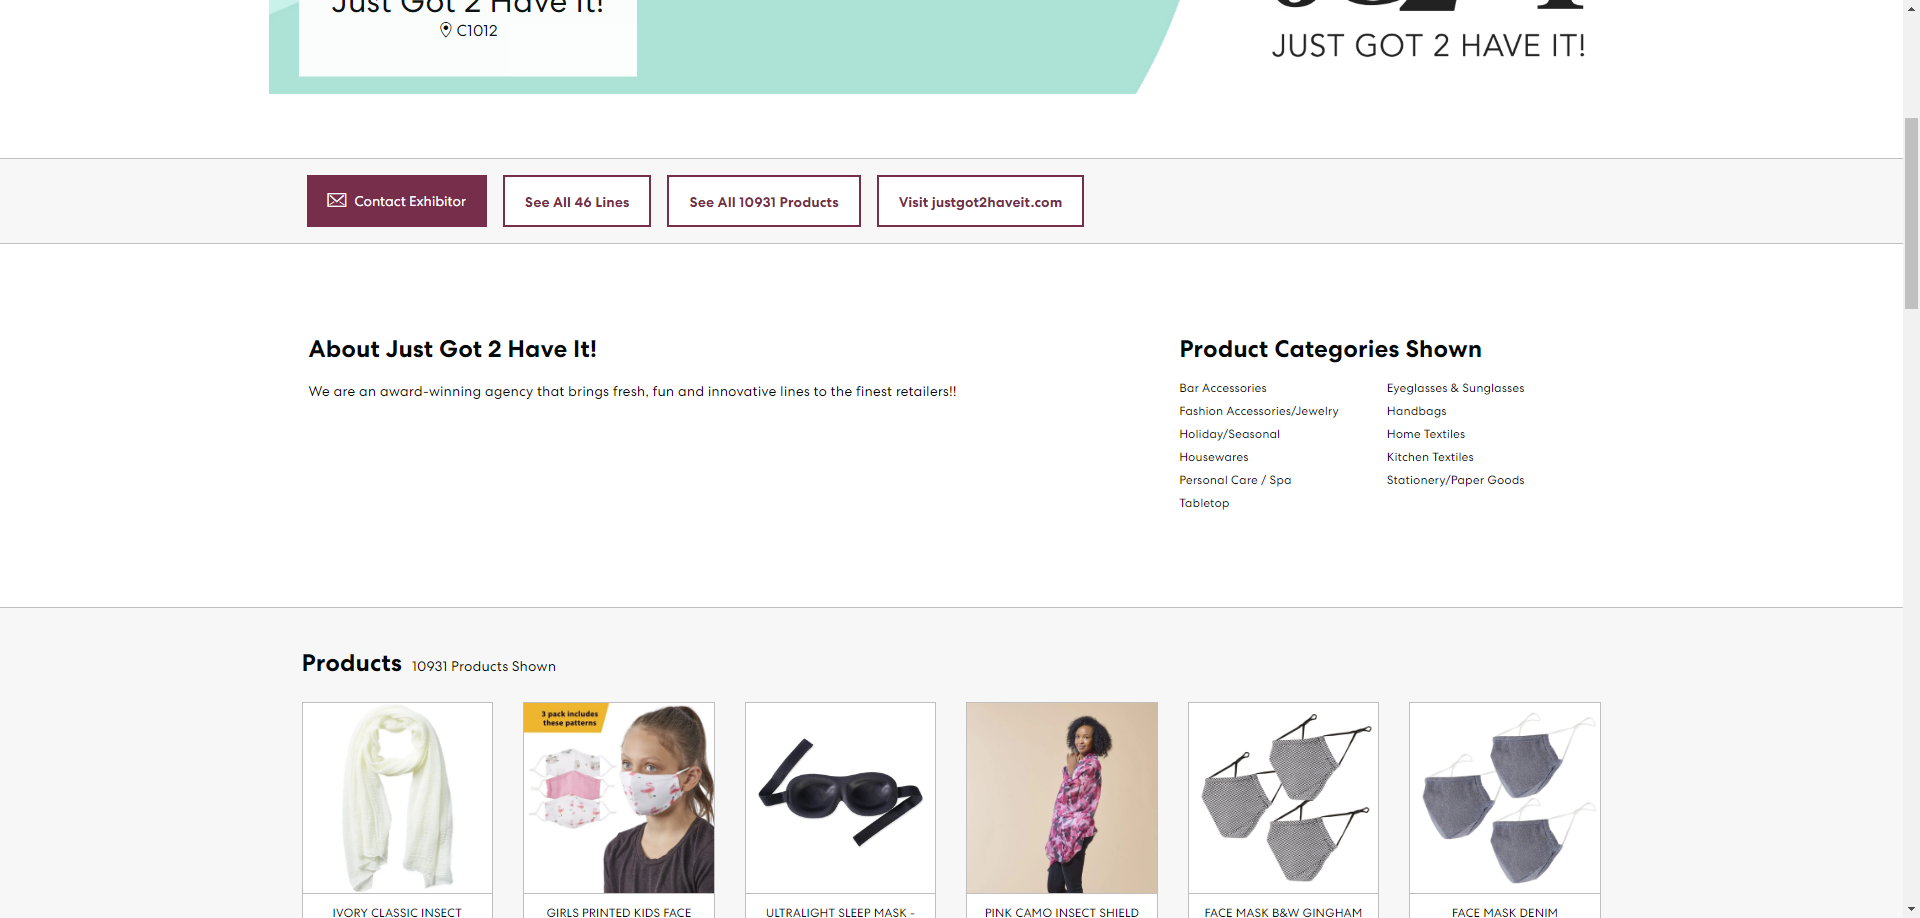 Just Got 2 Have It!
C1012
JUST GOT 2 HAVE IT!
Contact Exhibitor
See All 46 Lines
See All 10931 Products
Visit justgot2haveit.com
About Just Got 2 Have It!
We are an award-winning agency that brings fresh, fun and innovative lines to the finest retailers!!
Product Categories Shown
Bar Accessories
Eyeglasses & Sunglasses
Fashion Accessories/Jewelry
Handbags
Holiday/Seasonal
Home Textiles
Housewares
Kitchen Textiles
Personal Care / Spa
Stationery/Paper Goods
Tabletop
Products 10931 Products Shown
3 pack includes
these patterns
IVORY CLASSIC INSECT
GIRLS PRINTED KIDS FACE
ULTRALIGHT SLEEP MASK -
PINK CAMO INSECT SHIELD
FACE MASK B&W GINGHAM
FACE MASK DENIM